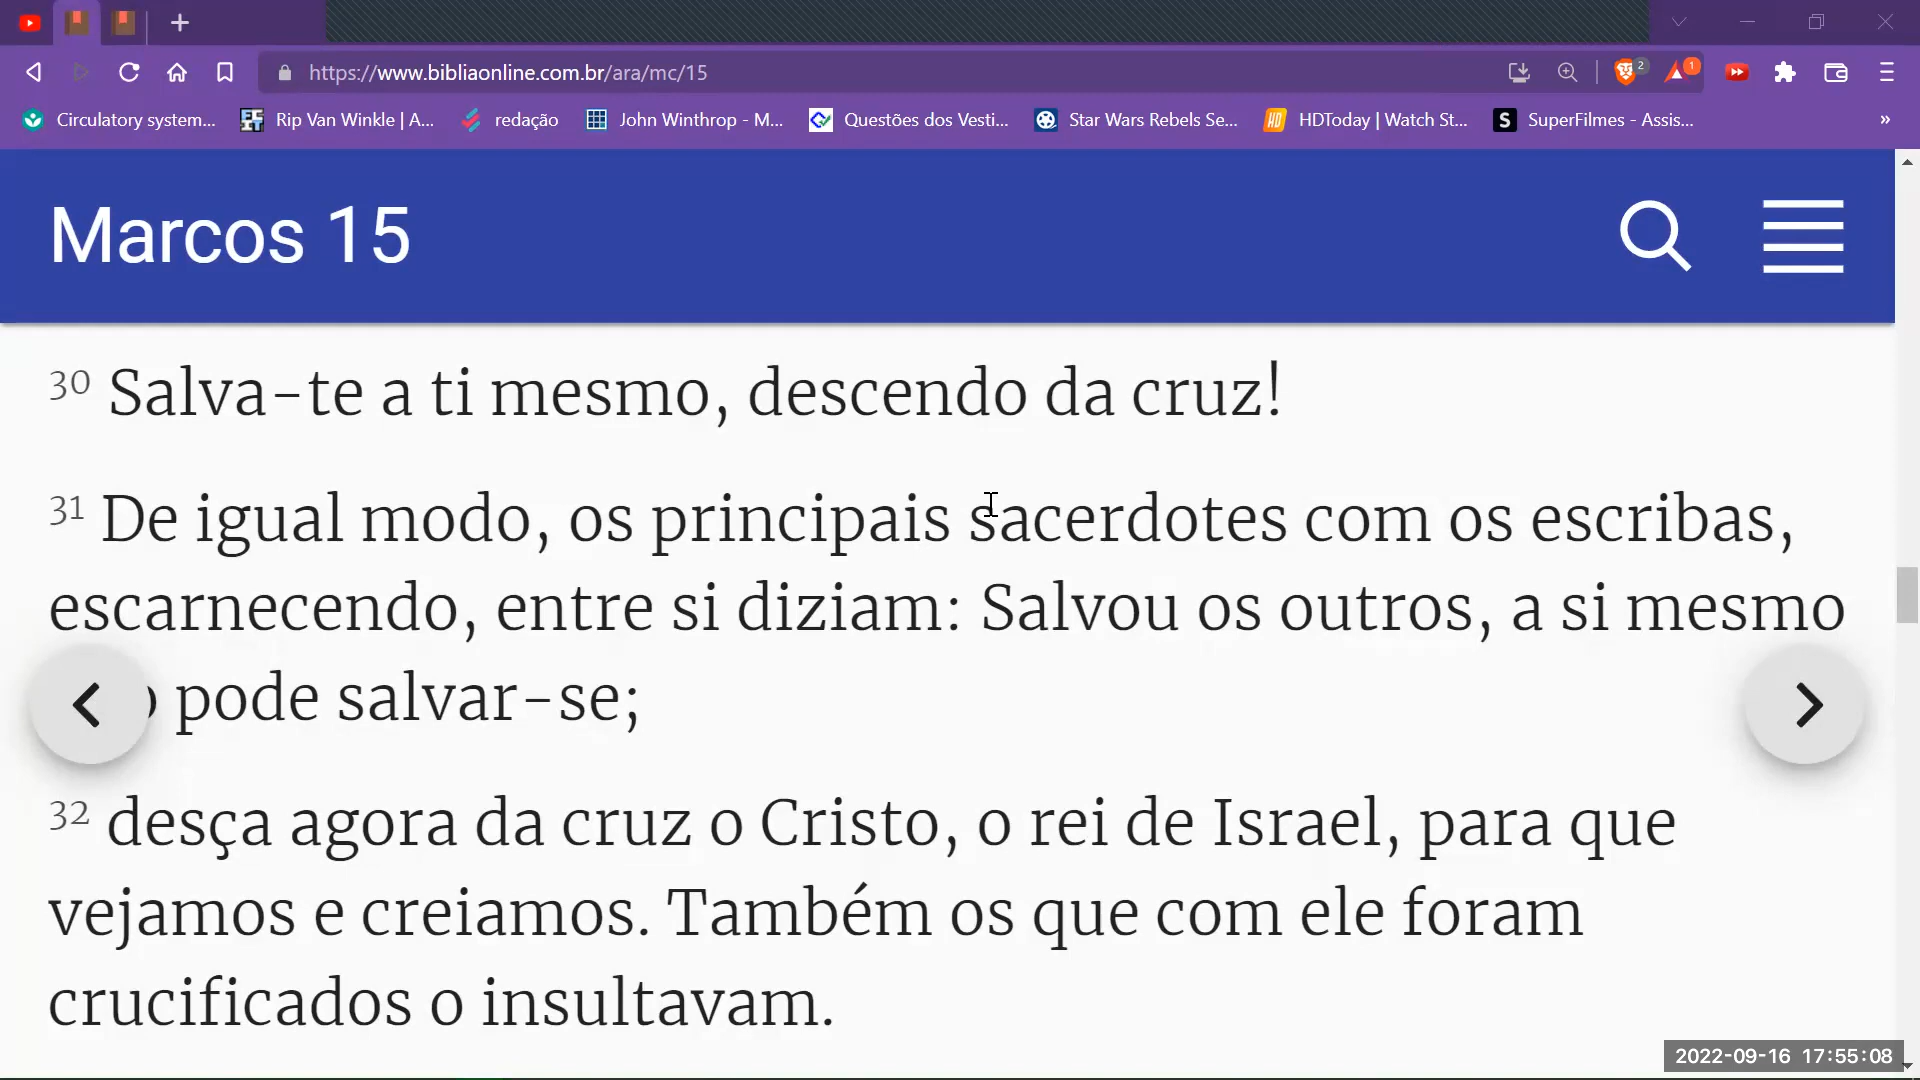 https://www.bibliaonline.com.br/ara/mc/15
2
1
Circulatory system...
Rip Van Winkle | A...
redação
John Winthrop - M...
Questões dos Vesti...
Star Wars Rebels Se...
HD
HDToday | Watch St...
S
SuperFilmes - Assis...
»
Marcos 15
30 Salva-te a ti mesmo, descendo da cruz!
31 De igual modo, os principais sacerdotes com os escribas,
escarnecendo, entre si diziam: Salvou os outros, a si mesmo
pode salvar-se;
32 desça agora da cruz o Cristo, o rei de Israel, para que
vejamos e creiamos. Também os que com ele foram
crucificados o insultavam.
2022-09-16 17:55:08